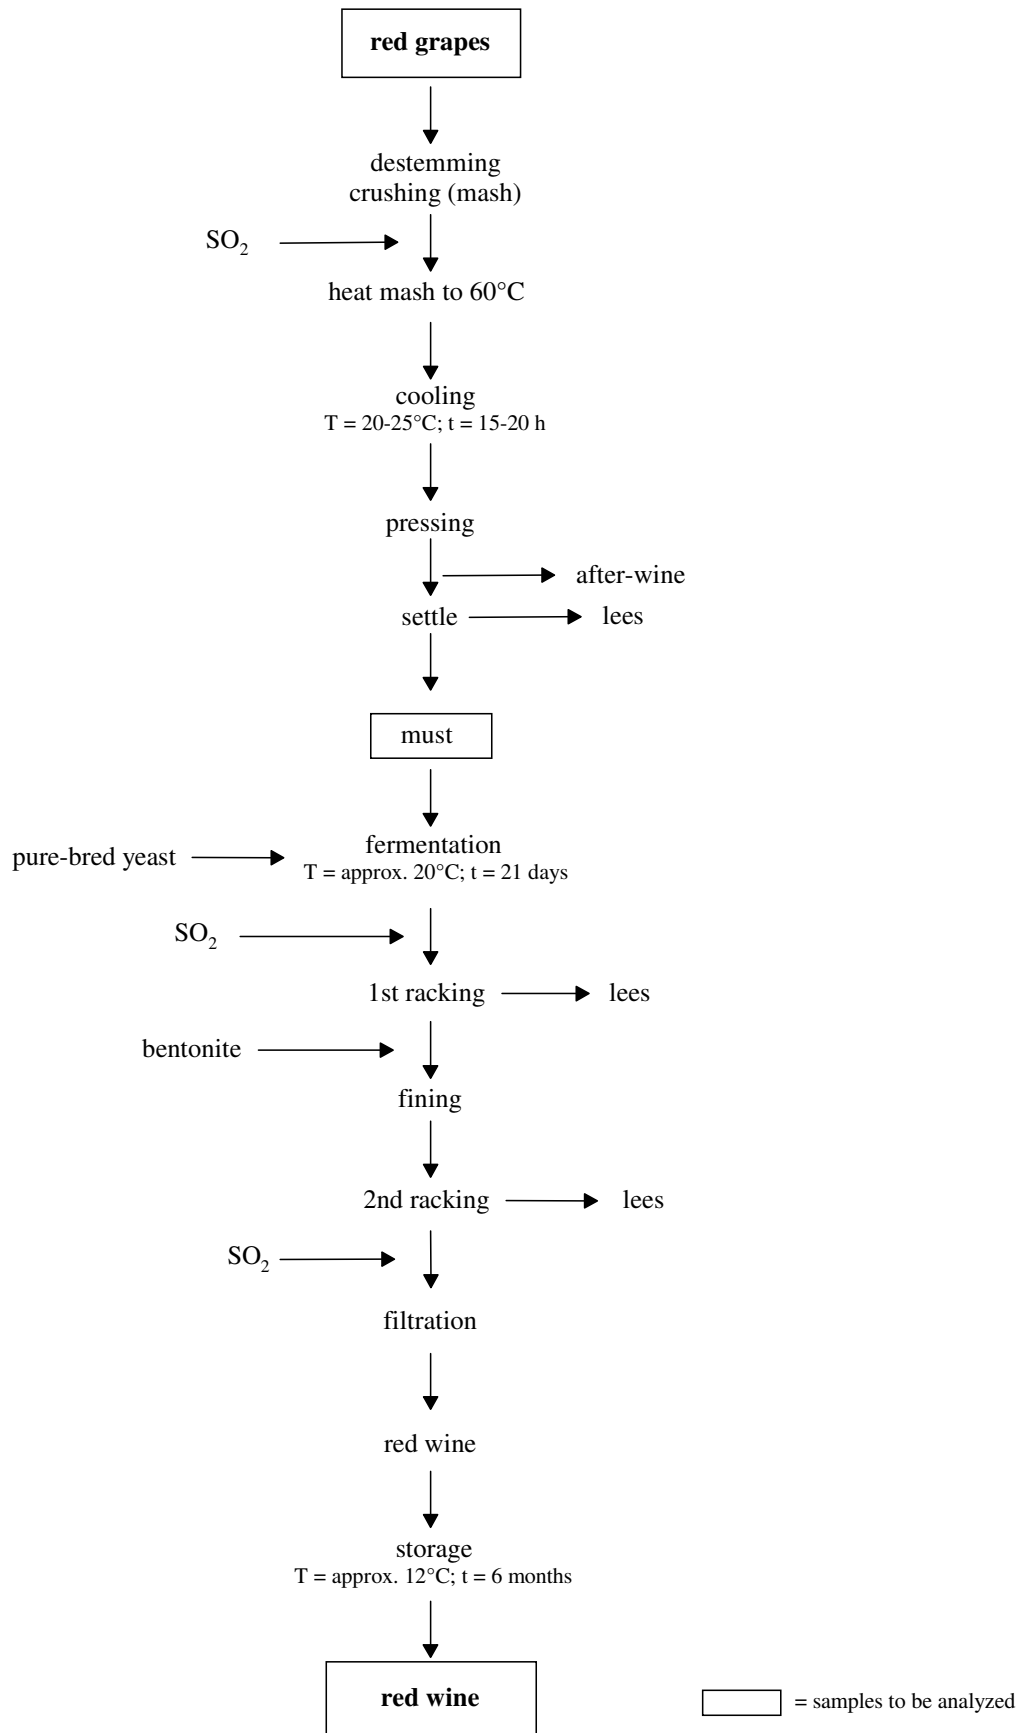 red grapes
destemming
crushing (mash)
SO₂
heat mash to 60°C
cooling
T = 20-25°C; t = 15-20 h
pressing
after-wine
settle
lees
must
fermentation
pure-bred yeast
T = approx. 20°C; t = 21 days
SO₂
1st racking
lees
bentonite
fining
2nd racking
lees
SO₂
filtration
red wine
storage
T = approx. 12°C; t = 6 months
red wine
= samples to be analyzed